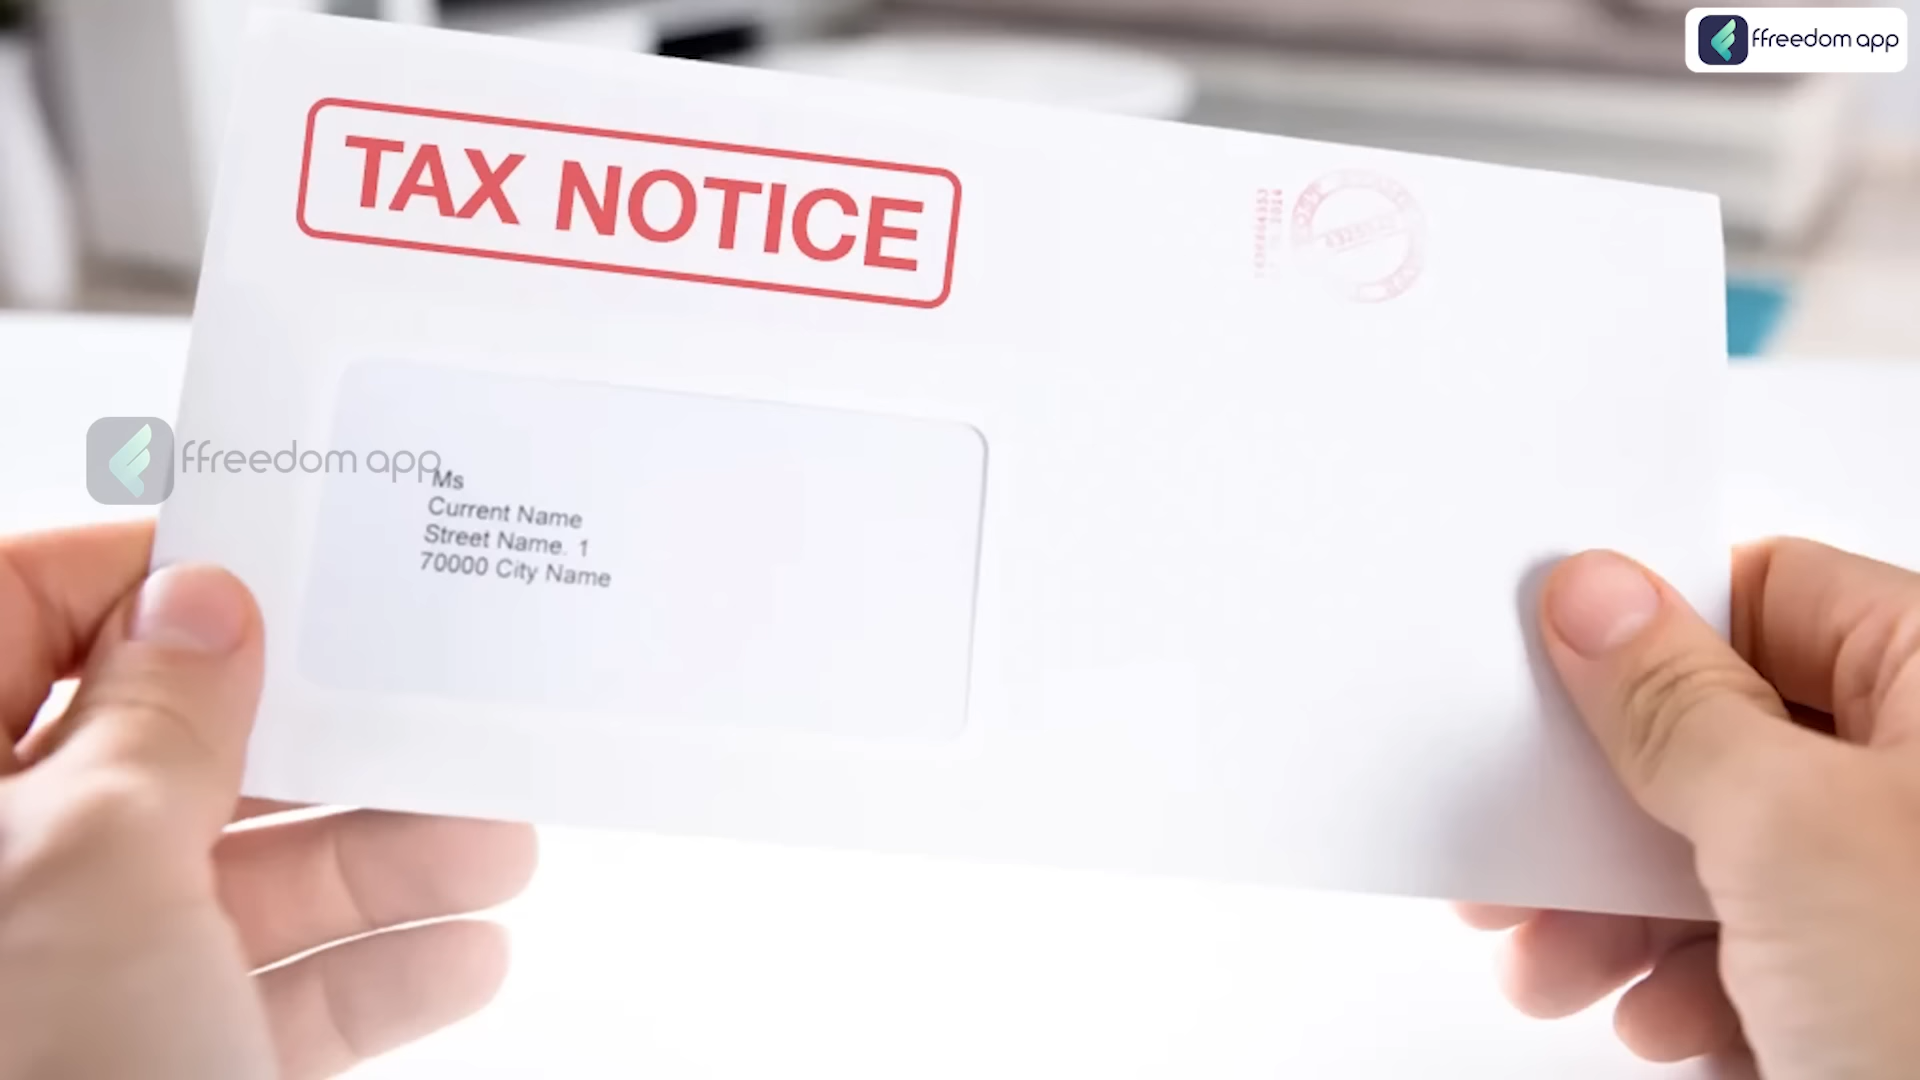 ffreedom app
TAX NOTICE
ffreedom app
Ms
Current Name
Street Name. 1
70000 City Name